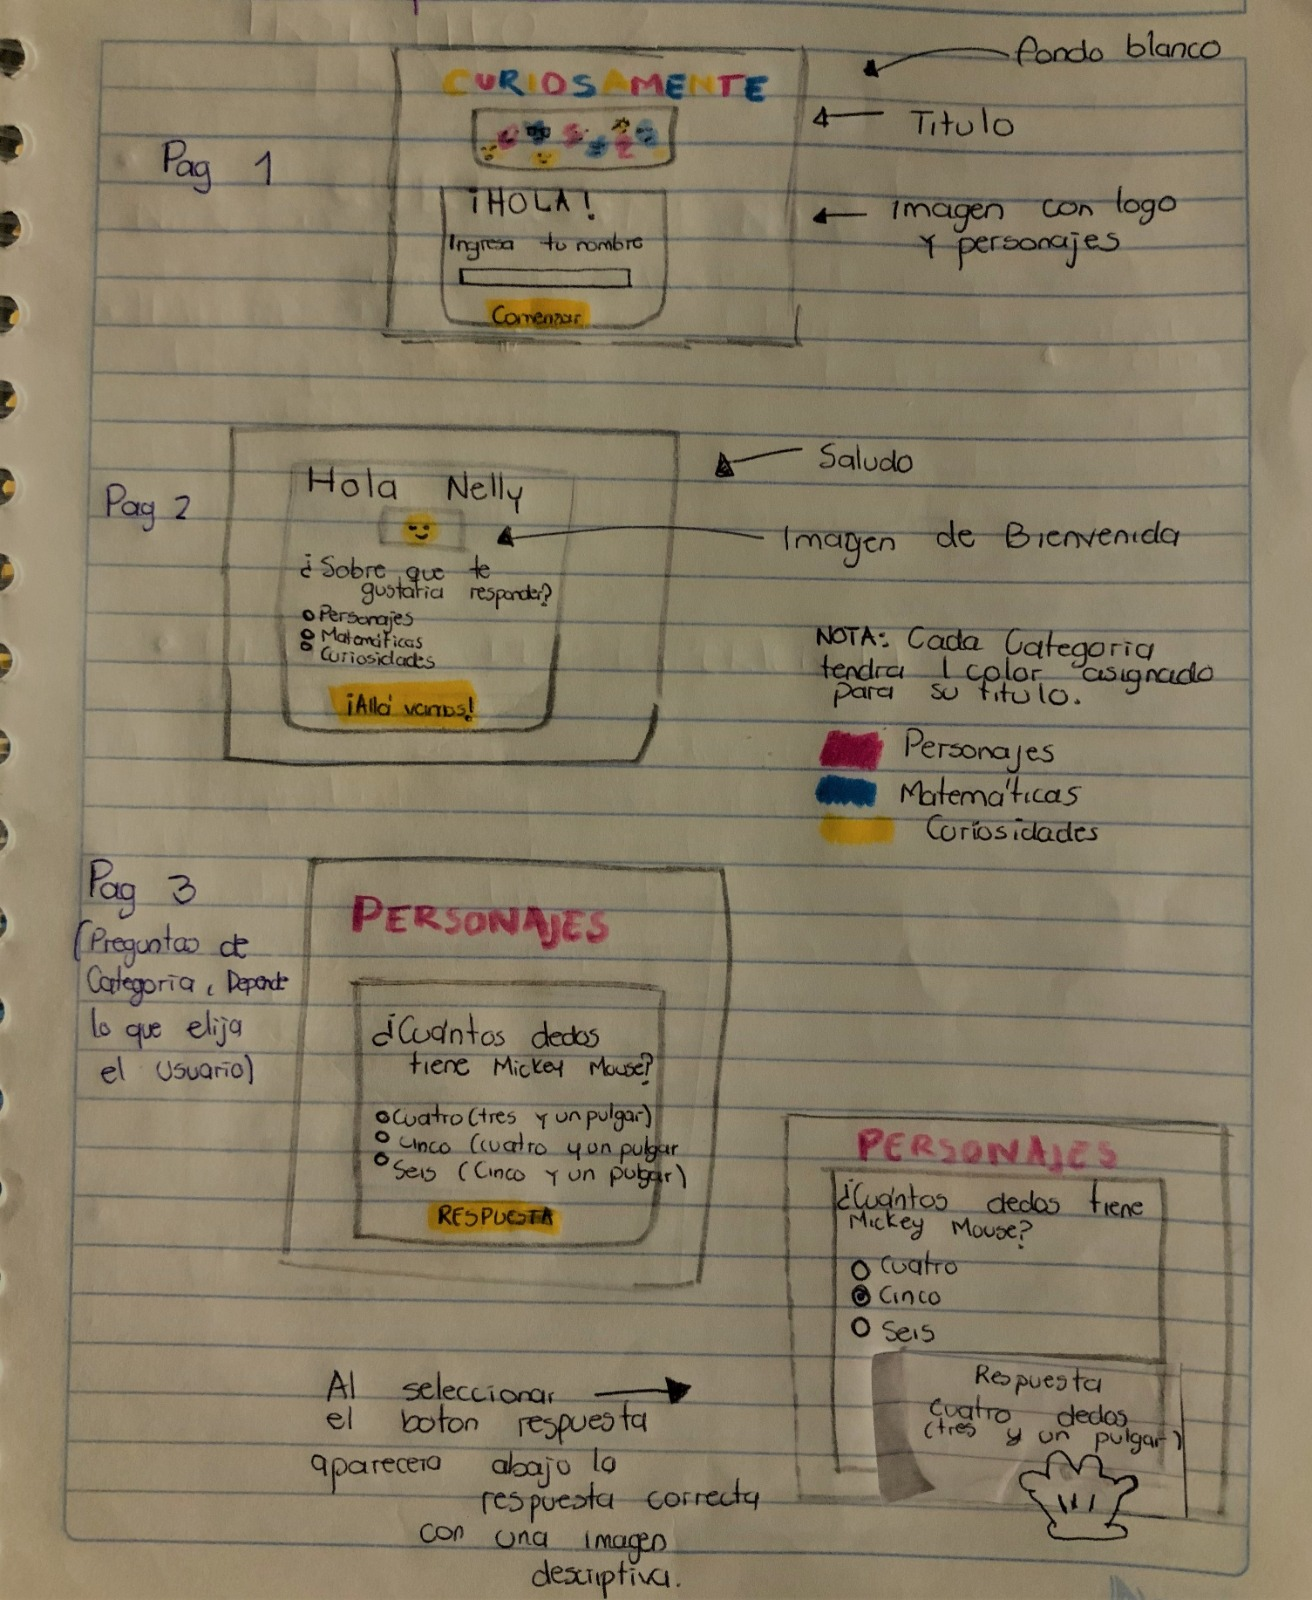 Pag 1
CURIOSAMENTE
¡HOLA!
Ingresa tu nombre
Comenzar
fondo blanco
Titulo
Imagen con logo
y personajes
Pag 2
Hola Nelly
¿Sobre que te
gustaria responder?
Personajes
Matemáticas
Curiosidades
¡Allá vamos!
Saludo
Imagen de Bienvenida
NOTA: Cada Categoria
tendra 1 color asignado
para su titulo.
Personajes
Matemáticas
Curiosidades
Pag 3
(Preguntas de
Categoria, Depende
lo que elija
el Usuario)
PERSONAJES
¿Cuántos dedos
tiene Mickey Mouse?
Cuatro (tres y un pulgar)
Cinco (cuatro y un pulgar
Seis (Cinco y un pulgar)
RESPUESTA
PERSONAJES
¿Cuántos dedos tiene
Mickey Mouse?
Cuatro
Cinco
Seis
Respuesta
Cuatro dedos
(tres y un pulgar)
Al seleccionar
el boton respuesta
aparecera abajo la
respuesta correcta
con una imagen
descriptiva.